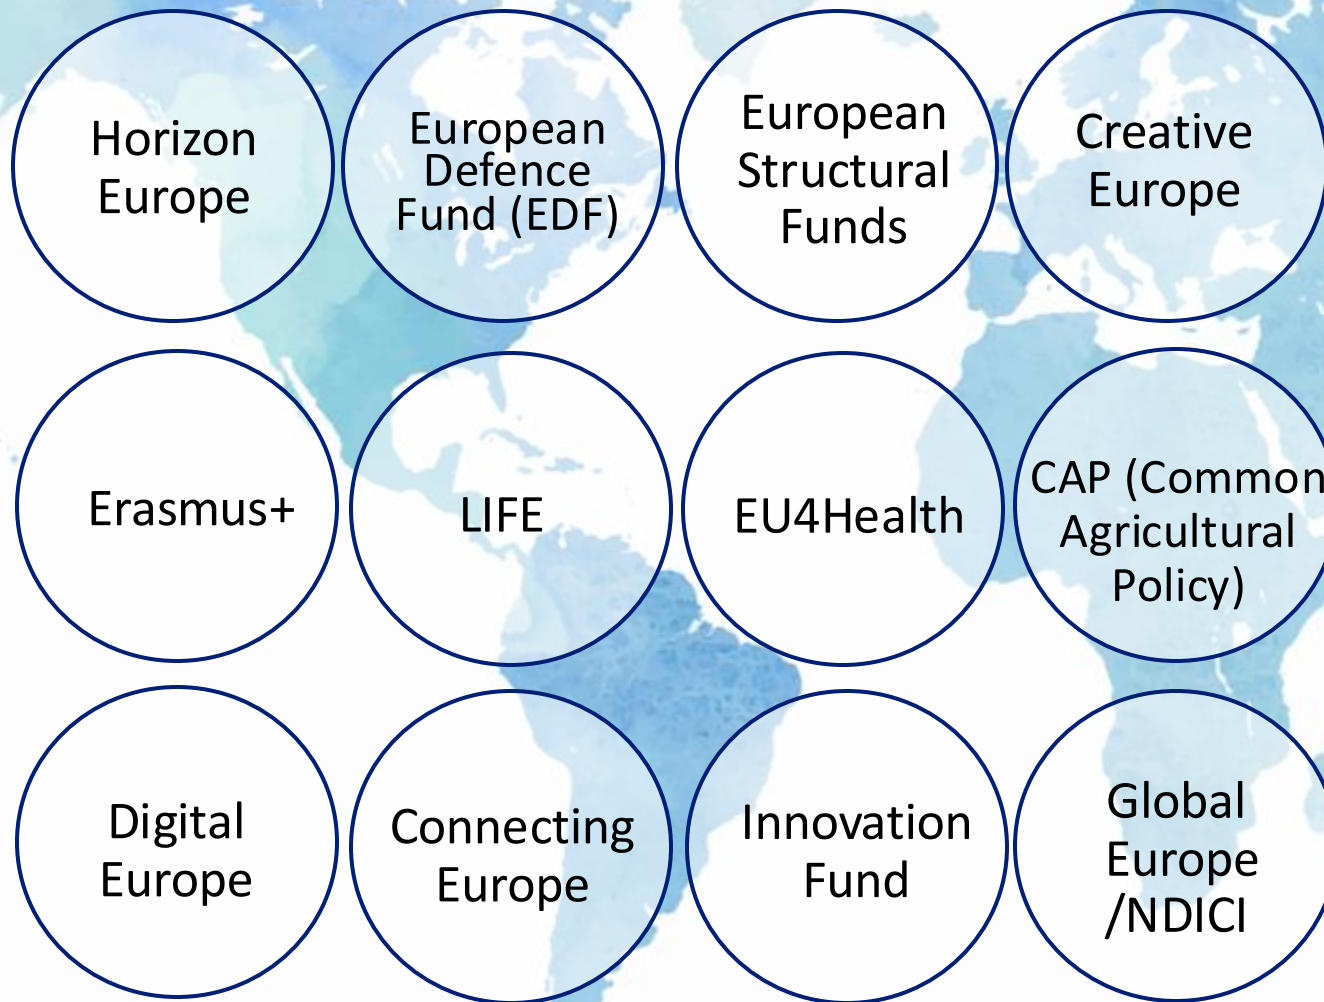 Horizon
Europe
European
Defence
Fund (EDF)
European
Structural
Funds
Creative
Europe
Erasmus+
LIFE
EU4Health
CAP (Common
Agricultural
Policy)
Digital
Europe
Connecting
Europe
Innovation
Fund
Global
Europe
/NDICI